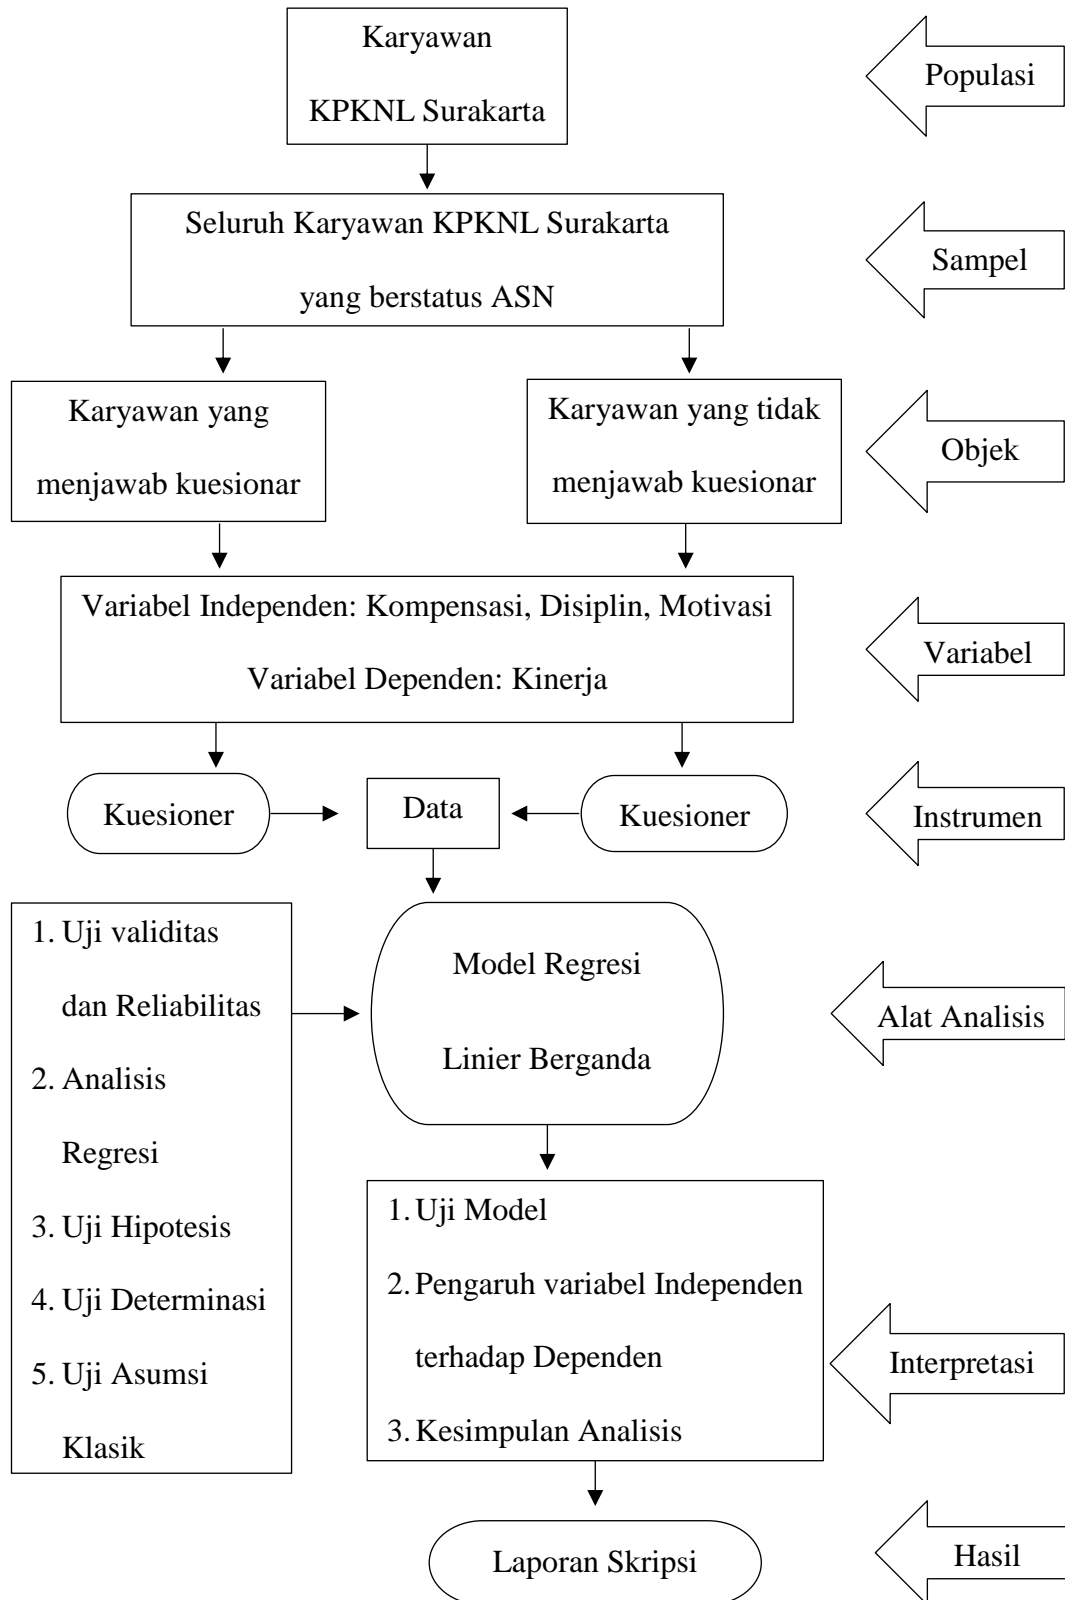 Karyawan
KPKNL Surakarta
Populasi
Seluruh Karyawan KPKNL Surakarta
yang berstatus ASN
Sampel
Karyawan yang
menjawab kuesionar
Karyawan yang tidak
menjawab kuesionar
Objek
Variabel Independen: Kompensasi, Disiplin, Motivasi
Variabel Dependen: Kinerja
Variabel
Kuesioner
Data
Kuesioner
Instrumen
1. Uji validitas
dan Reliabilitas
2. Analisis
Regresi
3. Uji Hipotesis
4. Uji Determinasi
5. Uji Asumsi
Klasik
Model Regresi
Linier Berganda
Alat Analisis
1. Uji Model
2. Pengaruh variabel Independen
terhadap Dependen
3. Kesimpulan Analisis
Interpretasi
Laporan Skripsi
Hasil